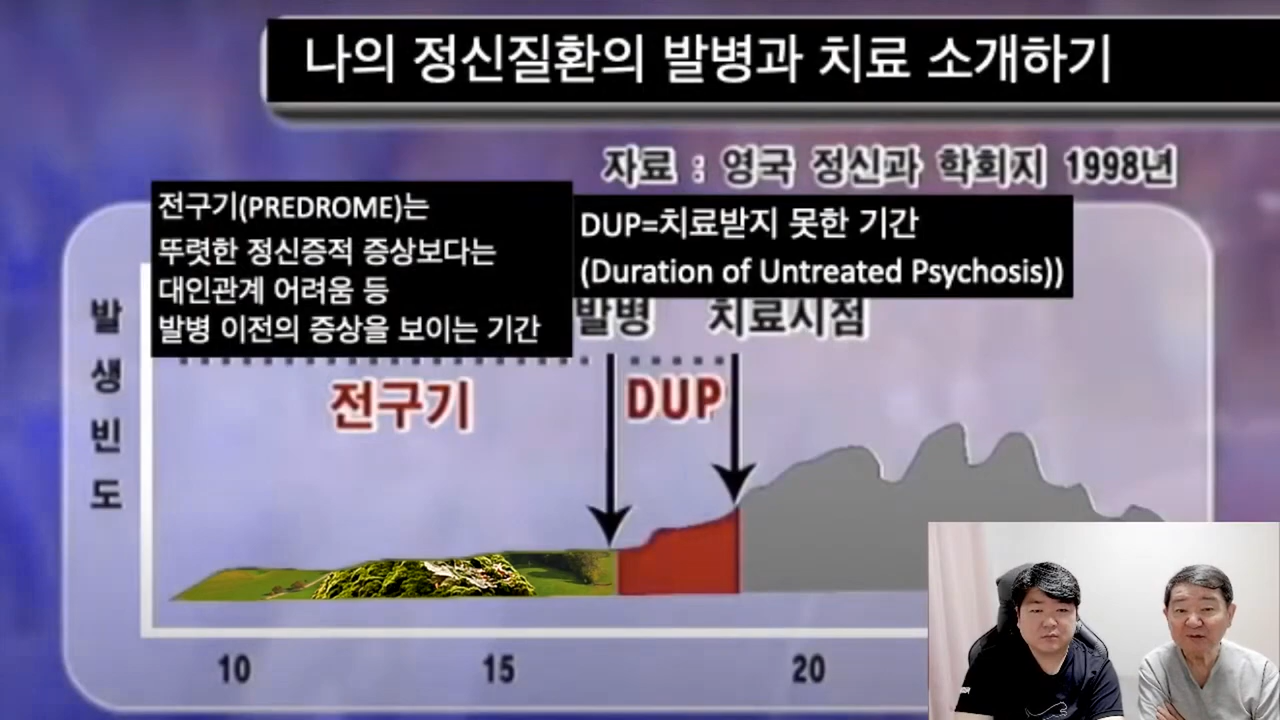 나의 정신질환의 발병과 치료 소개하기
자료 : 영국 정신과 학회지 1998년
전구기(PREDROME)는
뚜렷한 정신증적 증상보다는
대인관계 어려움 등
발병 이전의 증상을 보이는 기간
DUP=치료받지 못한 기간
(Duration of Untreated Psychosis))
발병
치료시점
전구기
DUP
발
생
빈
도
10
15
20